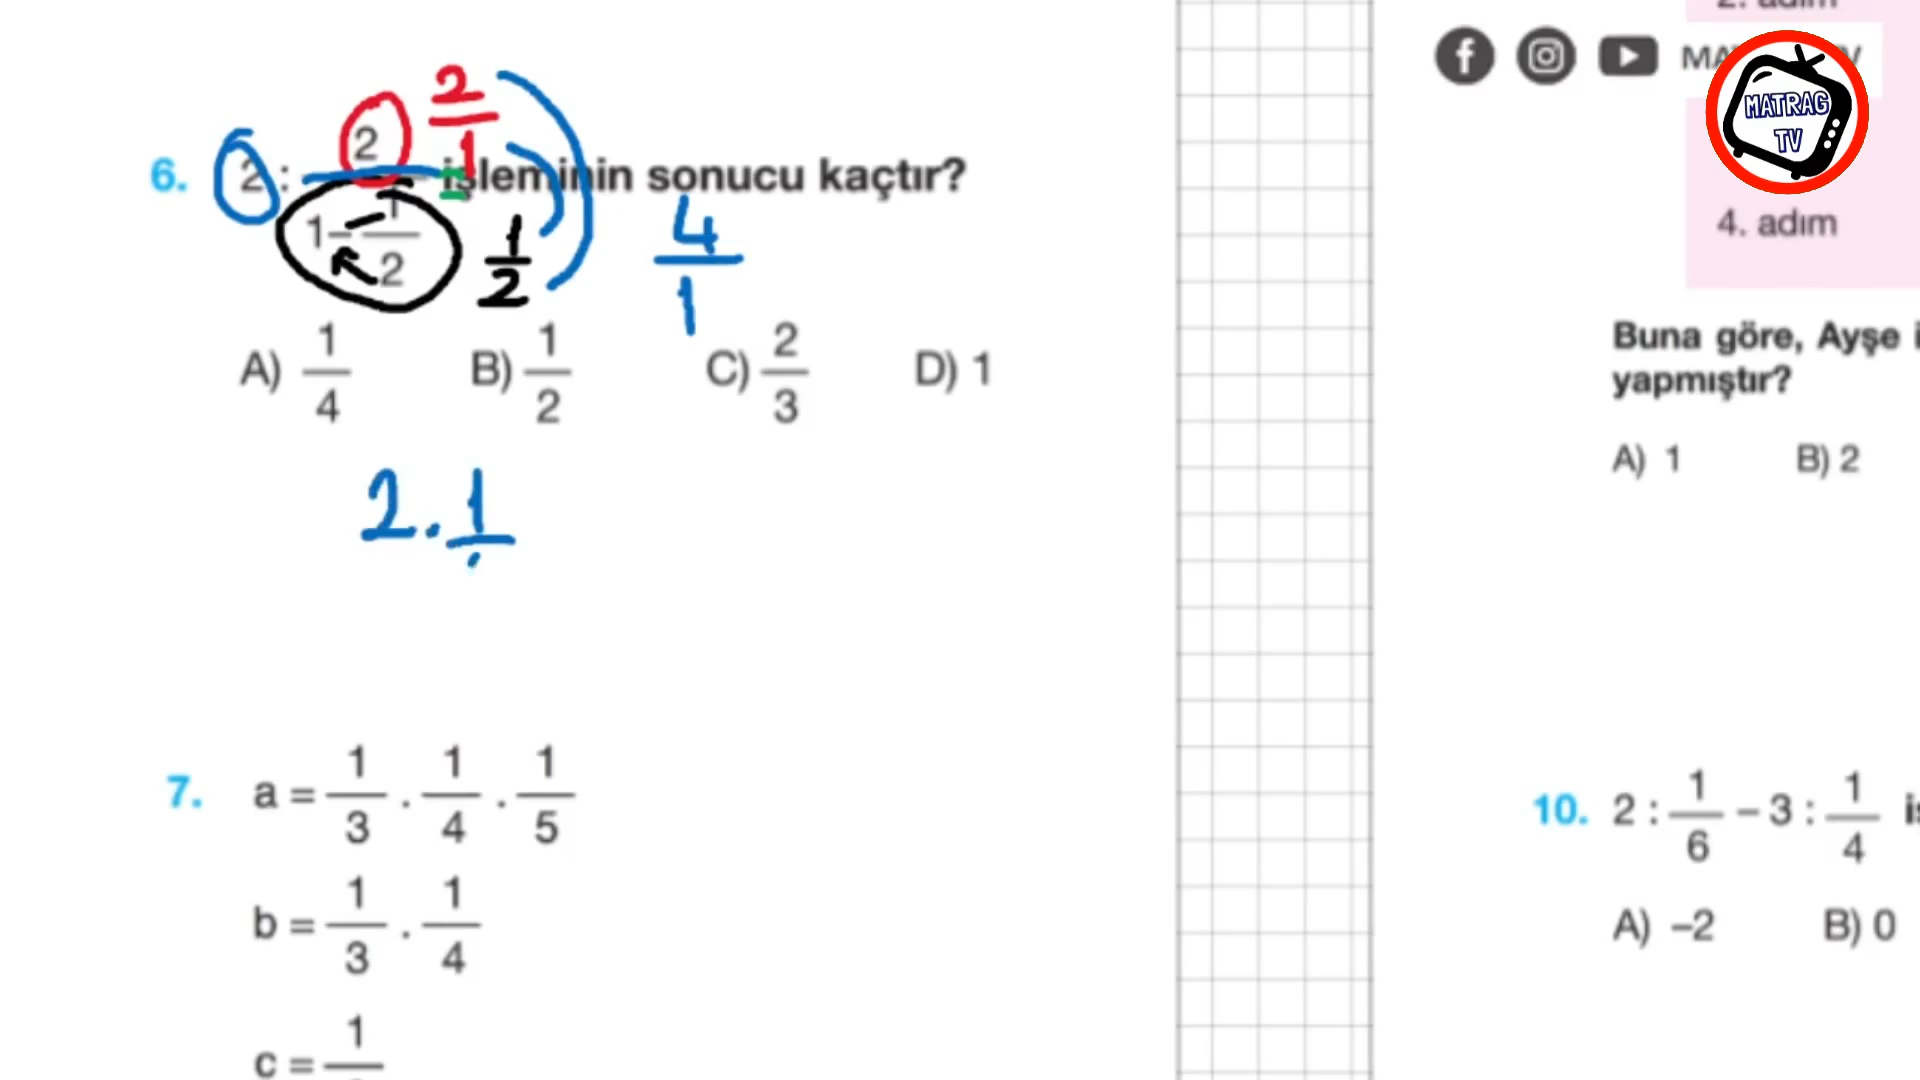 2. adım
MATRAG TV
4. adım
6. 2 : 2 / (1 - 1/2) işleminin sonucu kaçtır?
2/1
1/2
4/1
A) 1/4 B) 1/2 C) 2/3 D) 1
2 . 1
7. a = 1/3 . 1/4 . 1/5
b = 1/3 . 1/4
c = 1
Buna göre, Ayşe
yapmıştır?
A) 1 B) 2
10. 2 : 1/6 – 3 : 1/4
A) –2 B) 0